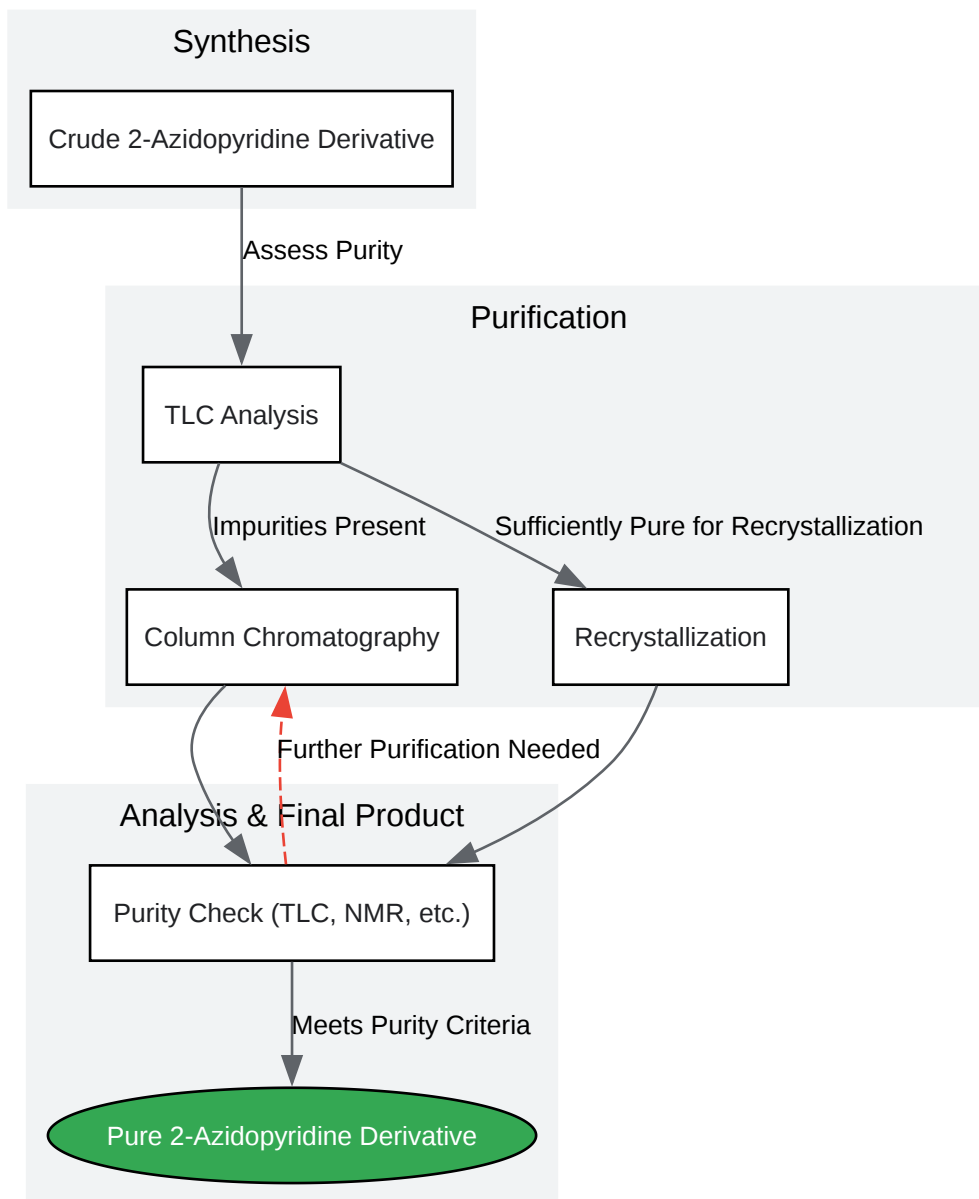 Synthesis
Crude 2-Azidopyridine Derivative
Assess Purity
Purification
TLC Analysis
Impurities Present
Sufficiently Pure for Recrystallization
Column Chromatography
Recrystallization
Further Purification Needed
Analysis & Final Product
Purity Check (TLC, NMR, etc.)
Meets Purity Criteria
Pure 2-Azidopyridine Derivative